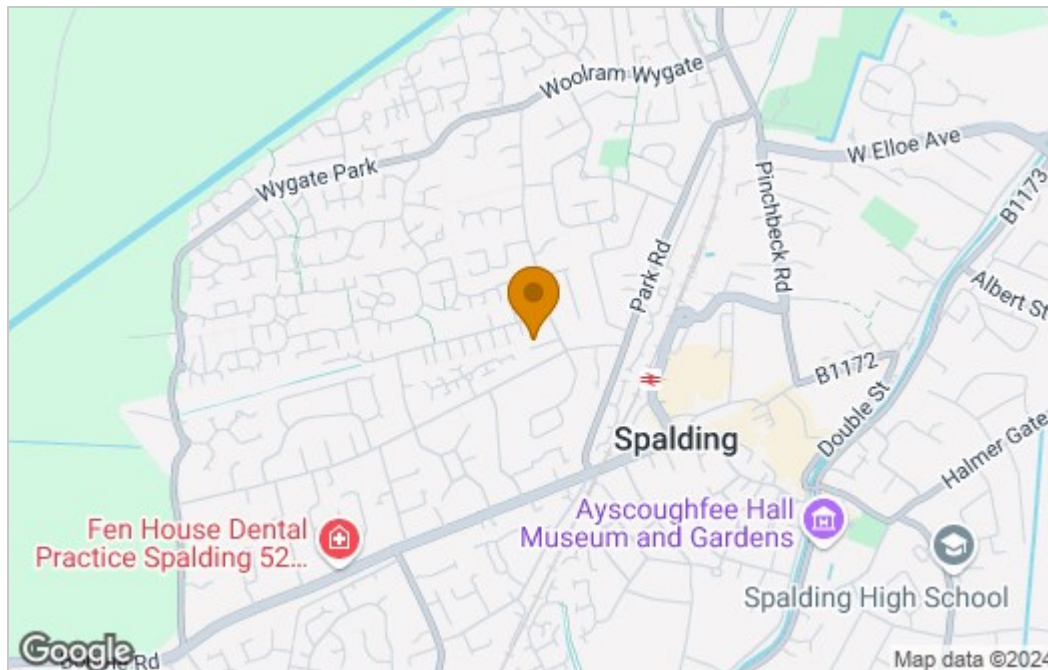 Woolram Wygate
Wygate Park
W Elloe Ave
Pinchbeck Rd
B1173
Park Rd
Albert St
B1172
Double St
Spalding
Halmer Gate
Ayscoughfee Hall
Museum and Gardens
Fen House Dental
Practice Spalding 52...
Spalding High School
Google
Rd
Map data ©2024